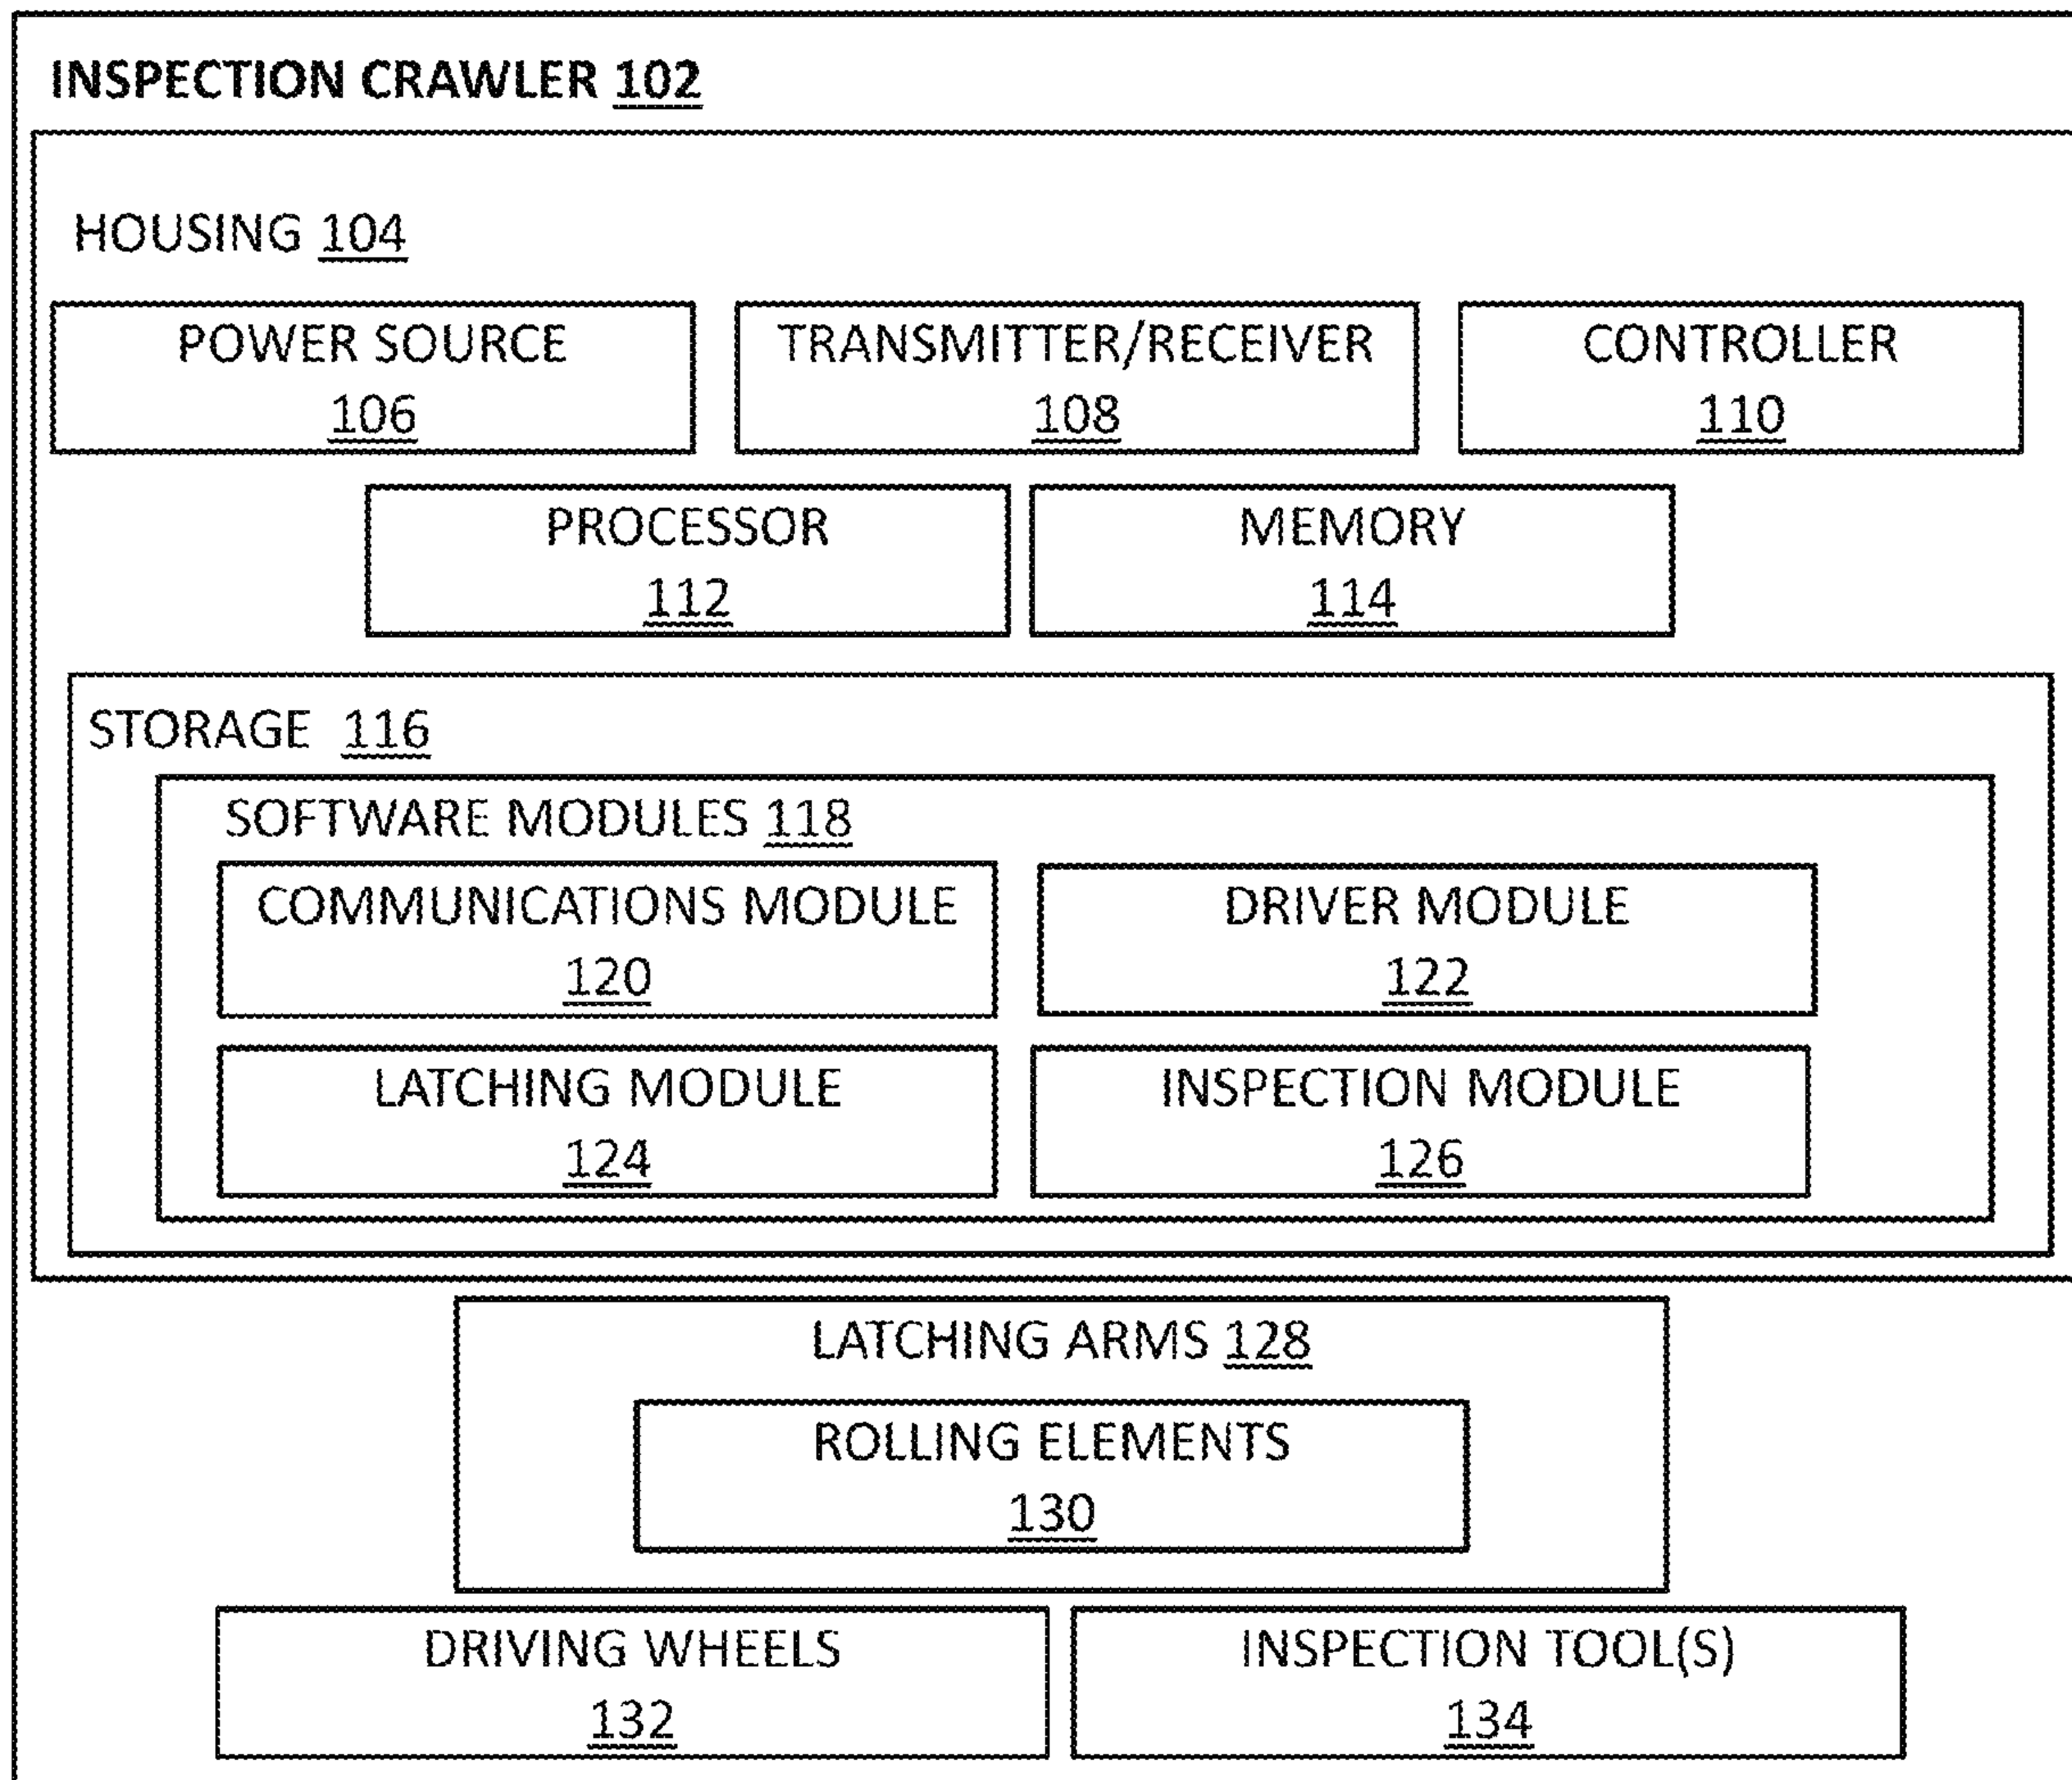 INSPECTION CRAWLER 102
HOUSING 104
POWER SOURCE
106
TRANSMITTER/RECEIVER
108
CONTROLLER
110
PROCESSOR
112
MEMORY
114
STORAGE 116
SOFTWARE MODULES 118
COMMUNICATIONS MODULE
120
DRIVER MODULE
122
LATCHING MODULE
124
INSPECTION MODULE
126
LATCHING ARMS 128
ROLLING ELEMENTS
130
DRIVING WHEELS
132
INSPECTION TOOL(S)
134